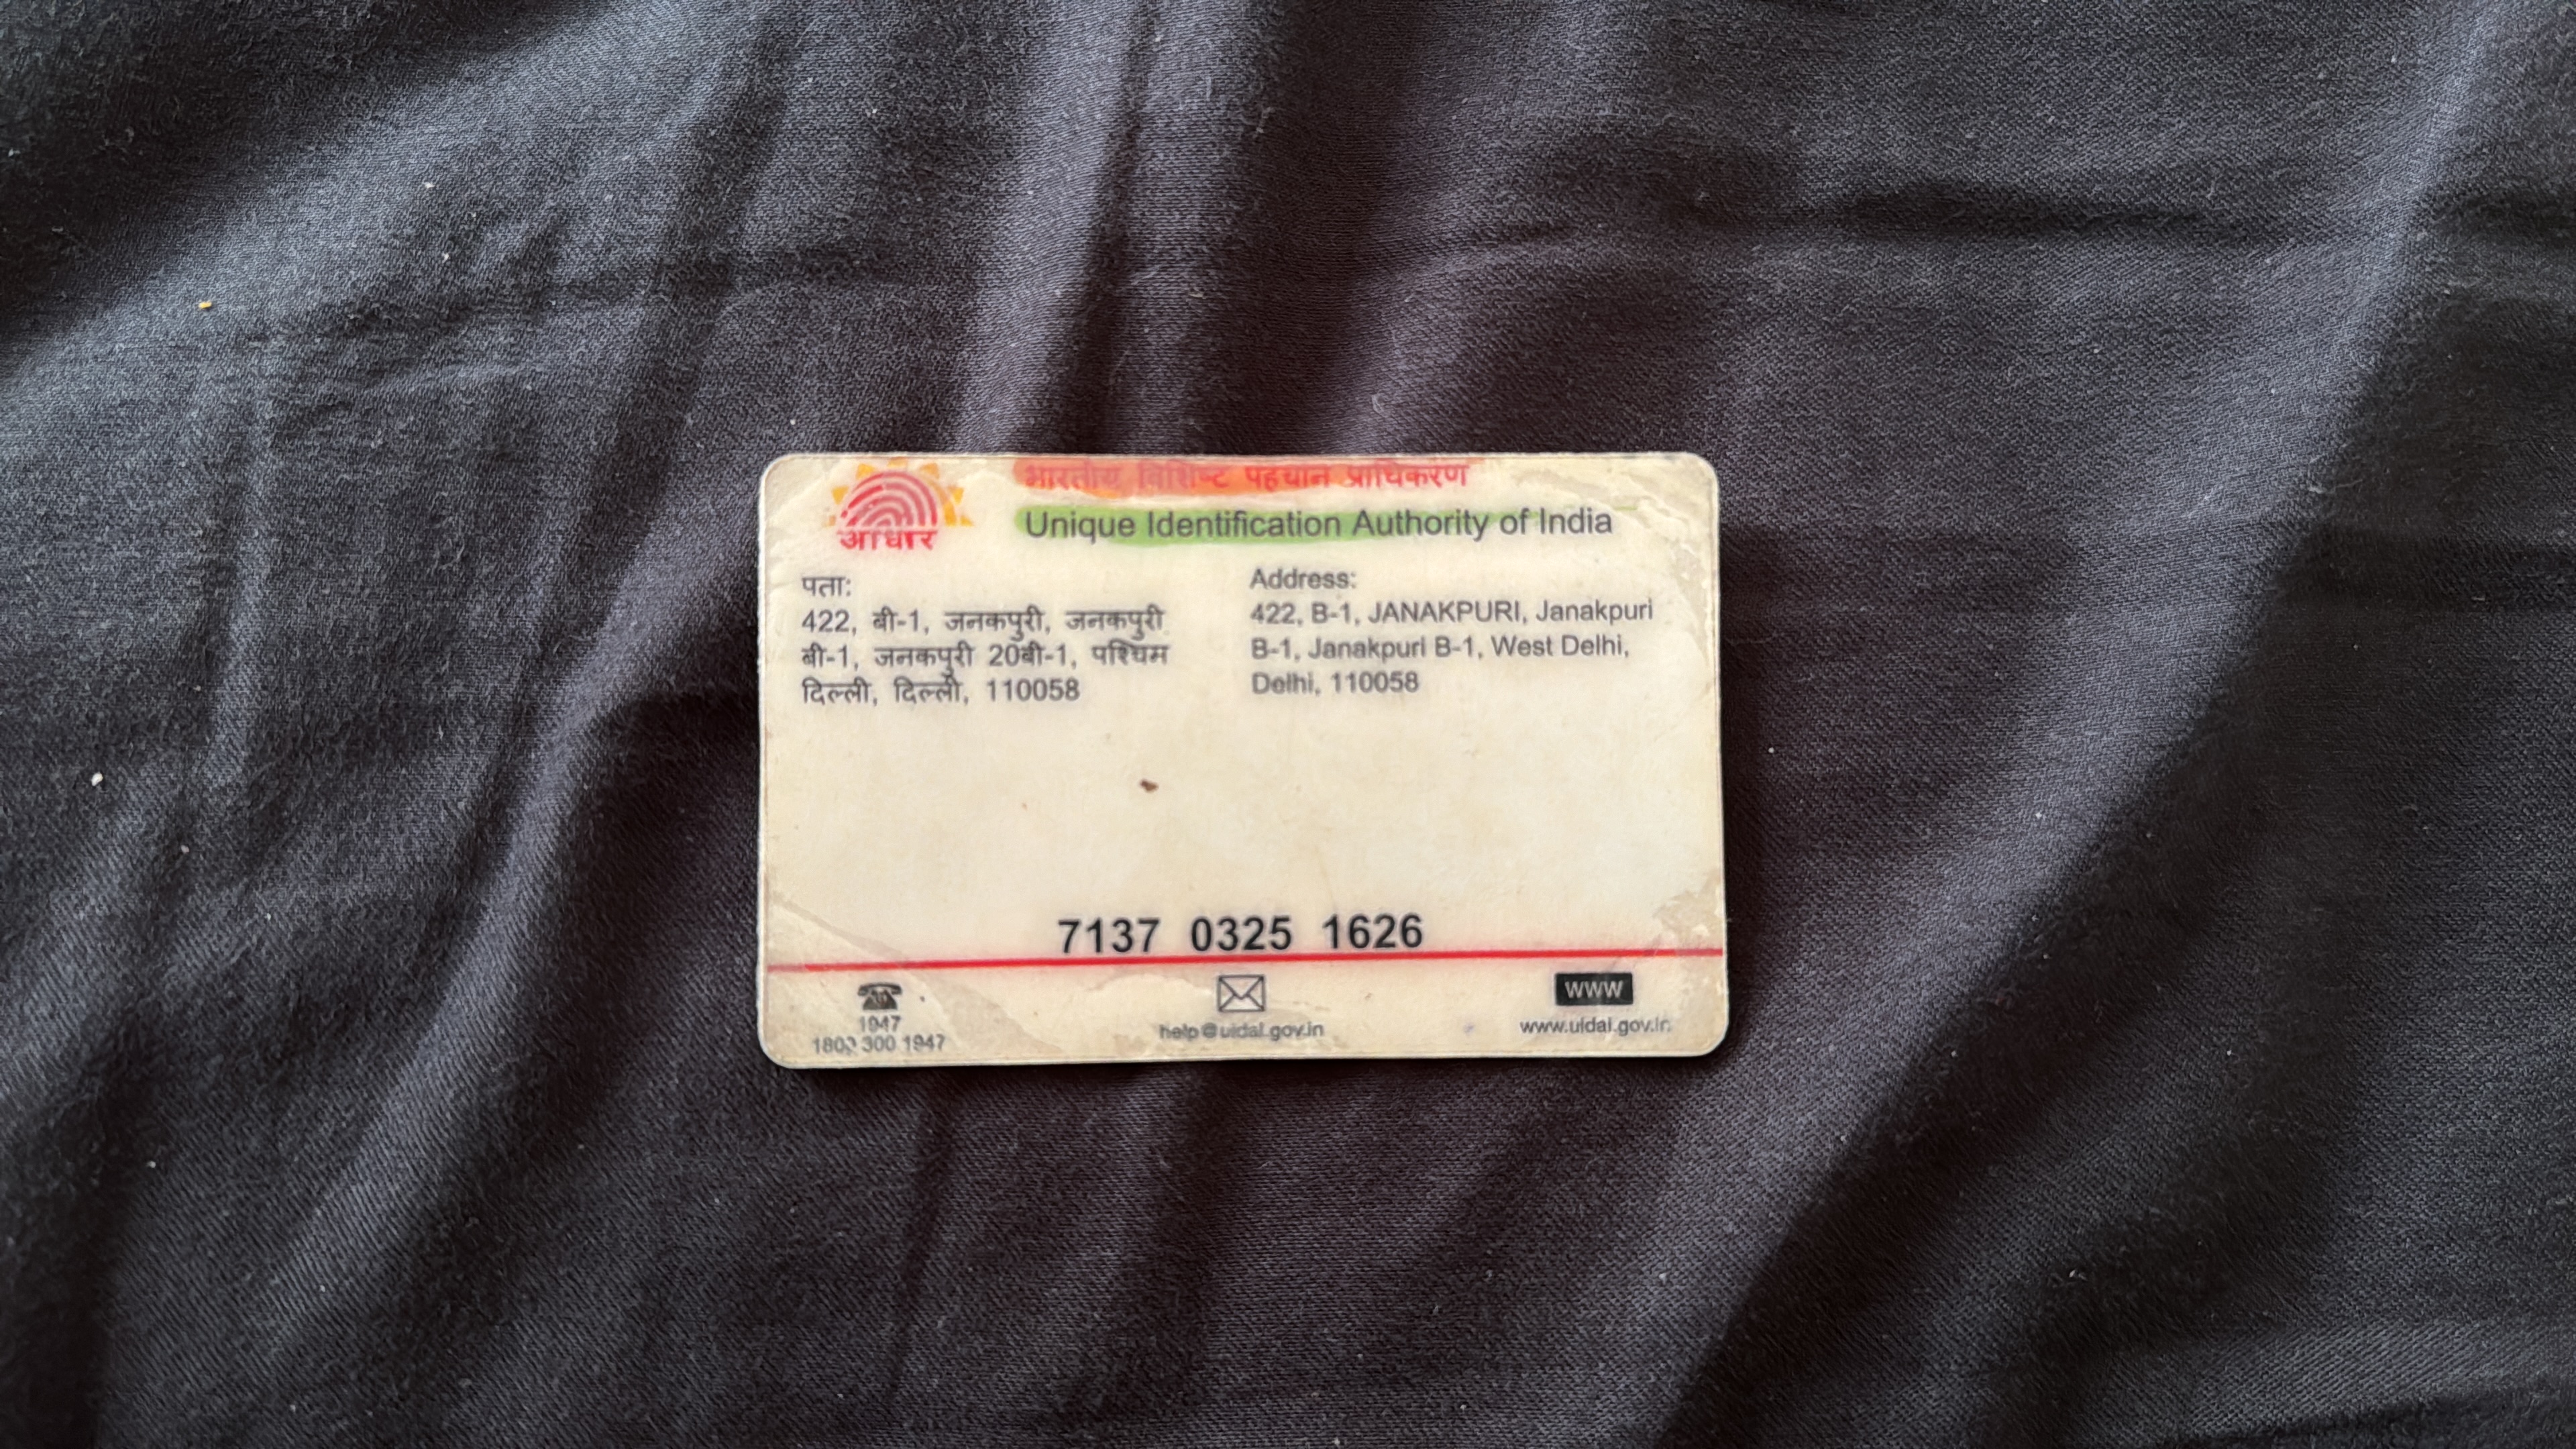 भारतीय विशिष्ट पहचान प्राधिकरण
Unique Identification Authority of India
आधार
पता:
422, बी-1, जनकपुरी, जनकपुरी
बी-1, जनकपुरी 20बी-1, पश्चिम
दिल्ली, दिल्ली, 110058
Address:
422, B-1, JANAKPURI, Janakpuri
B-1, Janakpuri B-1, West Delhi,
Delhi, 110058
7137 0325 1626
1947
1800 300 1947
help@uidai.gov.in
www
www.uidai.gov.in